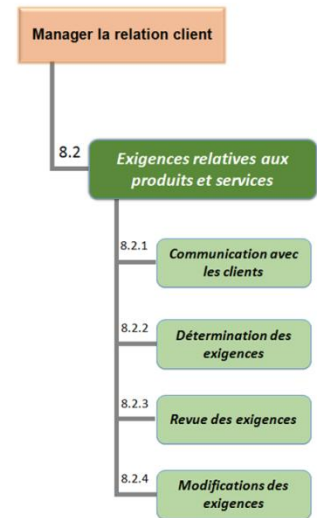 Manager la relation client
8.2
Exigences relatives aux
produits et services
8.2.1
Communication avec
les clients
8.2.2
Détermination des
exigences
8.2.3
Revue des exigences
8.2.4
Modifications des
exigences